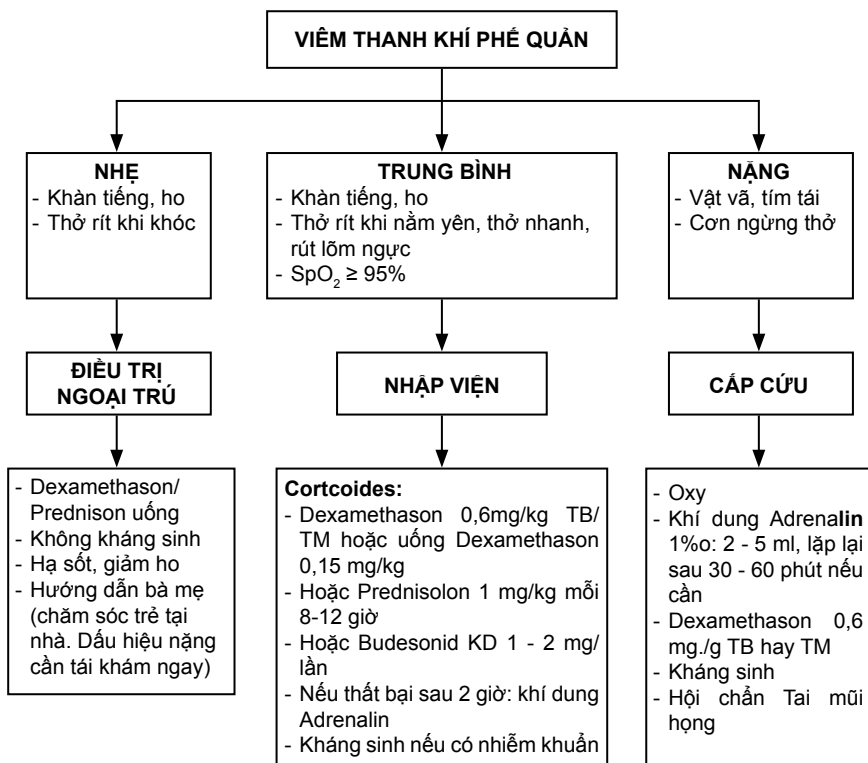 VIÊM THANH KHÍ PHẾ QUẢN
NHẸ
- Khàn tiếng, ho
- Thở rít khi khóc
TRUNG BÌNH
- Khàn tiếng, ho
- Thở rít khi nằm yên, thở nhanh,
rút lõm ngực
- SpO₂ ≥ 95%
NẶNG
- Vật vã, tím tái
- Cơn ngừng thở
ĐIỀU TRỊ
NGOẠI TRÚ
NHẬP VIỆN
CẤP CỨU
- Dexamethason/
Prednison uống
- Không kháng sinh
- Hạ sốt, giảm ho
- Hướng dẫn bà mẹ
(chăm sóc trẻ tại
nhà. Dấu hiệu nặng
cần tái khám ngay)
Cortcoides:
- Dexamethason 0,6mg/kg TB/
TM hoặc uống Dexamethason
0,15 mg/kg
- Hoặc Prednisolon 1 mg/kg mỗi
8-12 giờ
- Hoặc Budesonid KD 1 - 2 mg/
lần
- Nếu thất bại sau 2 giờ: khí dung
Adrenalin
- Kháng sinh nếu có nhiễm khuẩn
- Oxy
- Khí dung Adrenalin
1%o: 2 - 5 ml, lặp lại
sau 30 - 60 phút nếu
cần
- Dexamethason 0,6
mg./g TB hay TM
- Kháng sinh
- Hội chẩn Tai mũi
họng